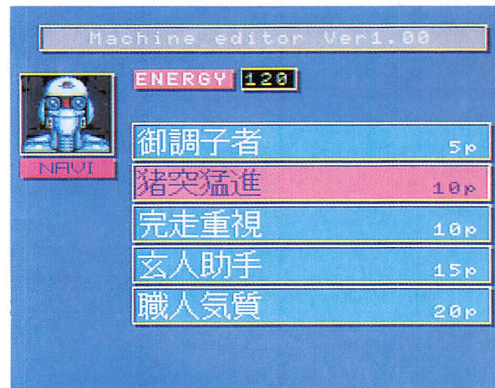 Machine editor Ver1.00
ENERGY 120
NAVI
御調子者 5p
猪突猛進 10p
完走重視 10p
玄人助手 15p
職人気質 20p